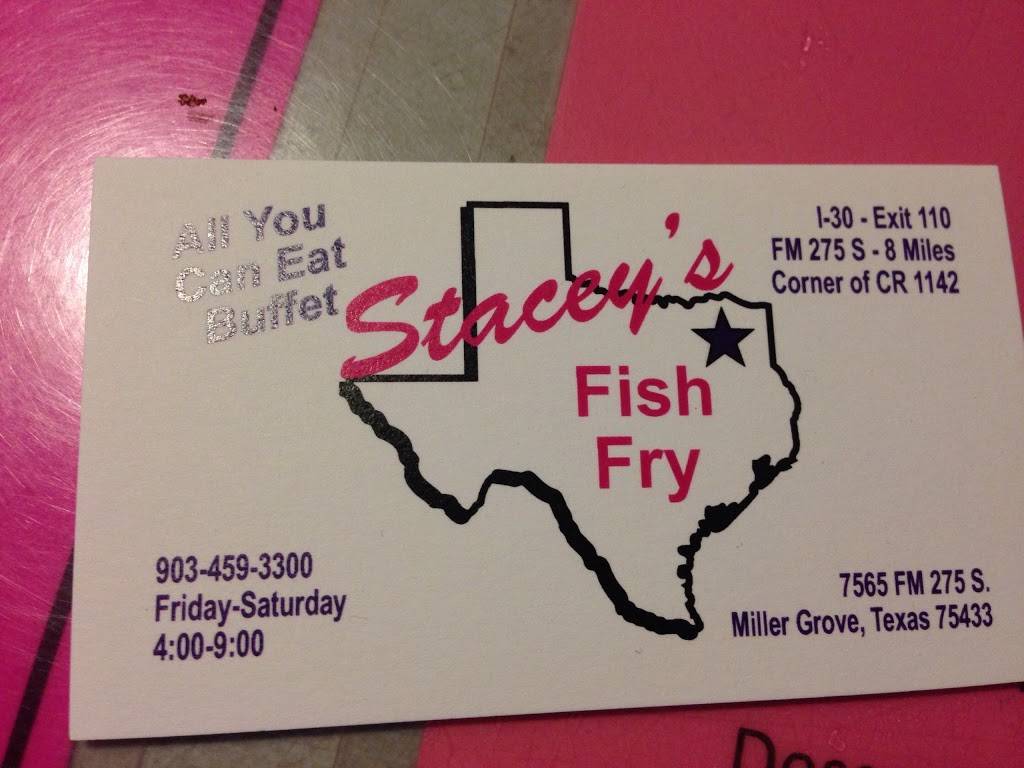 All You
Can Eat
Buffet
Stacey's
Fish
Fry
I-30 - Exit 110
FM 275 S - 8 Miles
Corner of CR 1142
903-459-3300
Friday-Saturday
4:00-9:00
7565 FM 275 S.
Miller Grove, Texas 75433